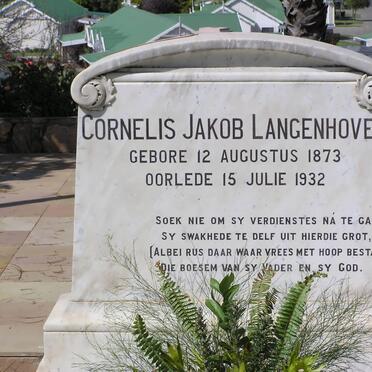 CORNELIS JAKOB LANGENHOVE
GEBORE 12 AUGUSTUS 1873
OORLEDE 15 JULIE 1932
SOEK NIE OM SY VERDIENSTES NÁ TE GA
SY SWAKHEDE TE DELF UIT HIERDIE GROT,
(ALBEI RUS DAAR WAAR VREES MET HOOP BESTA
DIE BOESEM VAN SY VADER EN SY GOD.